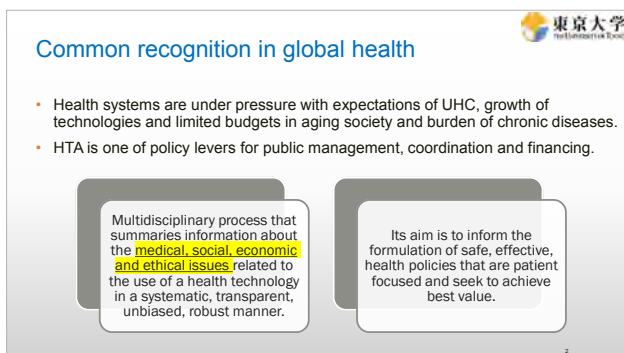 東京大学
Common recognition in global health
• Health systems are under pressure with expectations of UHC, growth of
technologies and limited budgets in aging society and burden of chronic diseases.
• HTA is one of policy levers for public management, coordination and financing.
Multidisciplinary process that
summaries information about
the medical, social, economic
and ethical issues related to
the use of a health technology
in a systematic, transparent,
unbiased, robust manner.
Its aim is to inform the
formulation of safe, effective,
health policies that are patient
focused and seek to achieve
best value.
2